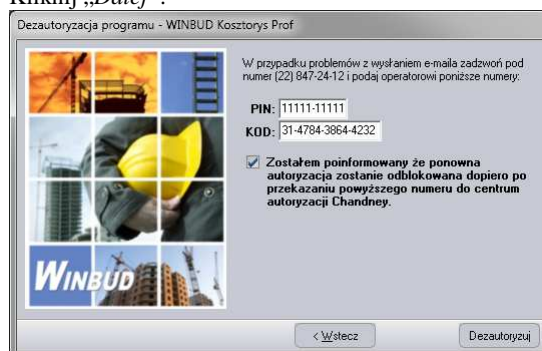 Kliknij „Dalej”.
Dezautoryzacja programu - WINBUD Kosztorys Prof
W przypadku problemów z wysłaniem e-maila zadzwoń pod
numer (22) 847-24-12 i podaj operatorowi poniższe numery:
PIN: 11111-11111
KOD: 31-4784-3864-4232
Zostałem poinformowany że ponowna
autoryzacja zostanie odblokowana dopiero po
przekazaniu powyższego numeru do centrum
autoryzacji Chandney.
WINBUD
< Wstecz
Dezautoryzuj